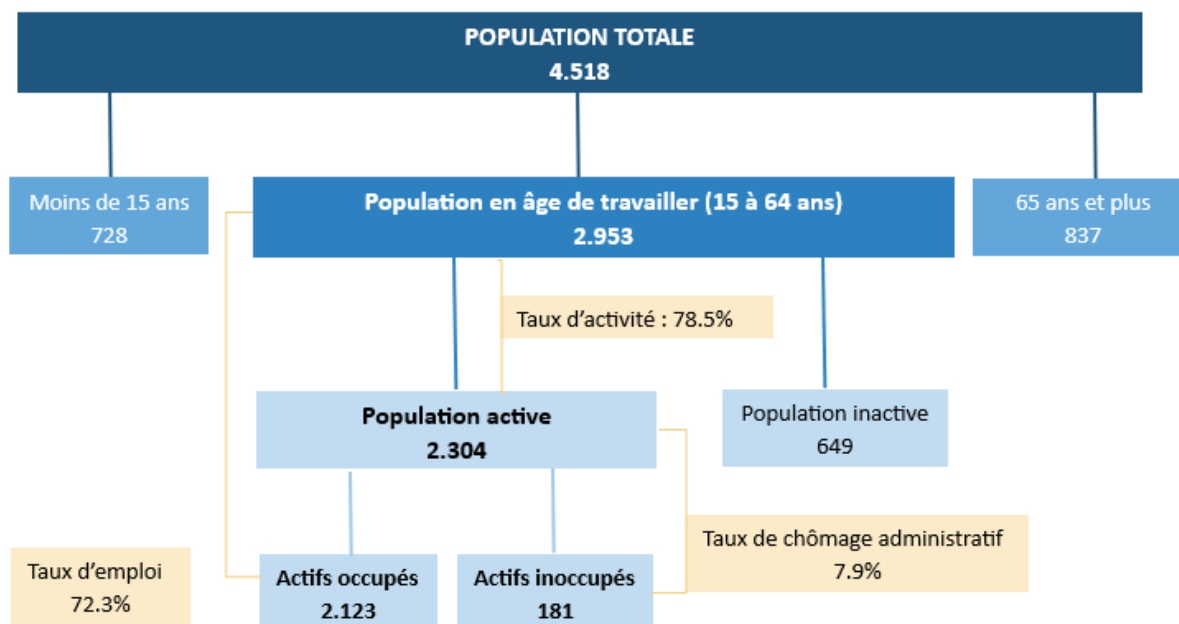 POPULATION TOTALE
4.518
Moins de 15 ans
728
Population en âge de travailler (15 à 64 ans)
2.953
65 ans et plus
837
Taux d’activité : 78.5%
Population active
2.304
Population inactive
649
Taux de chômage administratif
7.9%
Taux d’emploi
72.3%
Actifs occupés
2.123
Actifs inoccupés
181